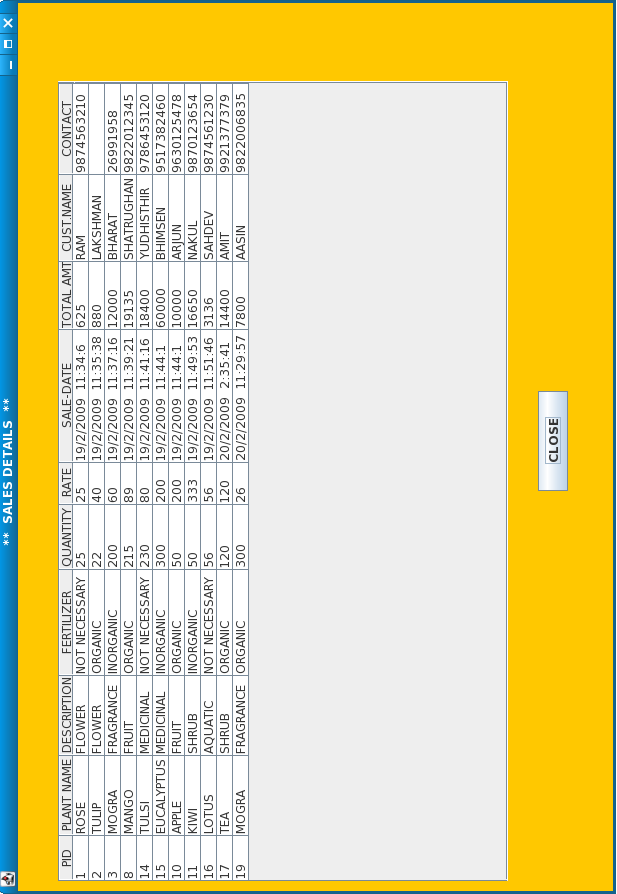 ** SALES DETAILS **
PID PLANT NAME DESCRIPTION FERTILIZER QUANTITY RATE SALE-DATE TOTAL AMT CUST.NAME CONTACT
1 ROSE FLOWER NOT NECESSARY 25 25 19/2/2009 11:34:6 625 RAM 9874563210
2 TULIP FLOWER ORGANIC 22 40 19/2/2009 11:35:38 880 LAKSHMAN
3 MOGRA FRAGRANCE INORGANIC 200 60 19/2/2009 11:37:16 12000 BHARAT 26991958
8 MANGO FRUIT ORGANIC 215 89 19/2/2009 11:39:21 19135 SHATRUGHAN 9822012345
14 TULSI MEDICINAL NOT NECESSARY 230 80 19/2/2009 11:41:16 18400 YUDHISTHIR 9786453120
15 EUCALYPTUS MEDICINAL INORGANIC 300 200 19/2/2009 11:44:1 60000 BHIMSEN 9517382460
10 APPLE FRUIT ORGANIC 50 200 19/2/2009 11:44:1 10000 ARJUN 9630125478
11 KIWI SHRUB INORGANIC 50 333 19/2/2009 11:49:53 16650 NAKUL 9870123654
16 LOTUS AQUATIC NOT NECESSARY 56 56 19/2/2009 11:51:46 3136 SAHDEV 9874561230
17 TEA SHRUB ORGANIC 120 120 20/2/2009 2:35:41 14400 AMIT 9921377379
19 MOGRA FRAGRANCE ORGANIC 300 26 20/2/2009 11:29:57 7800 AASIN 9822006835
CLOSE